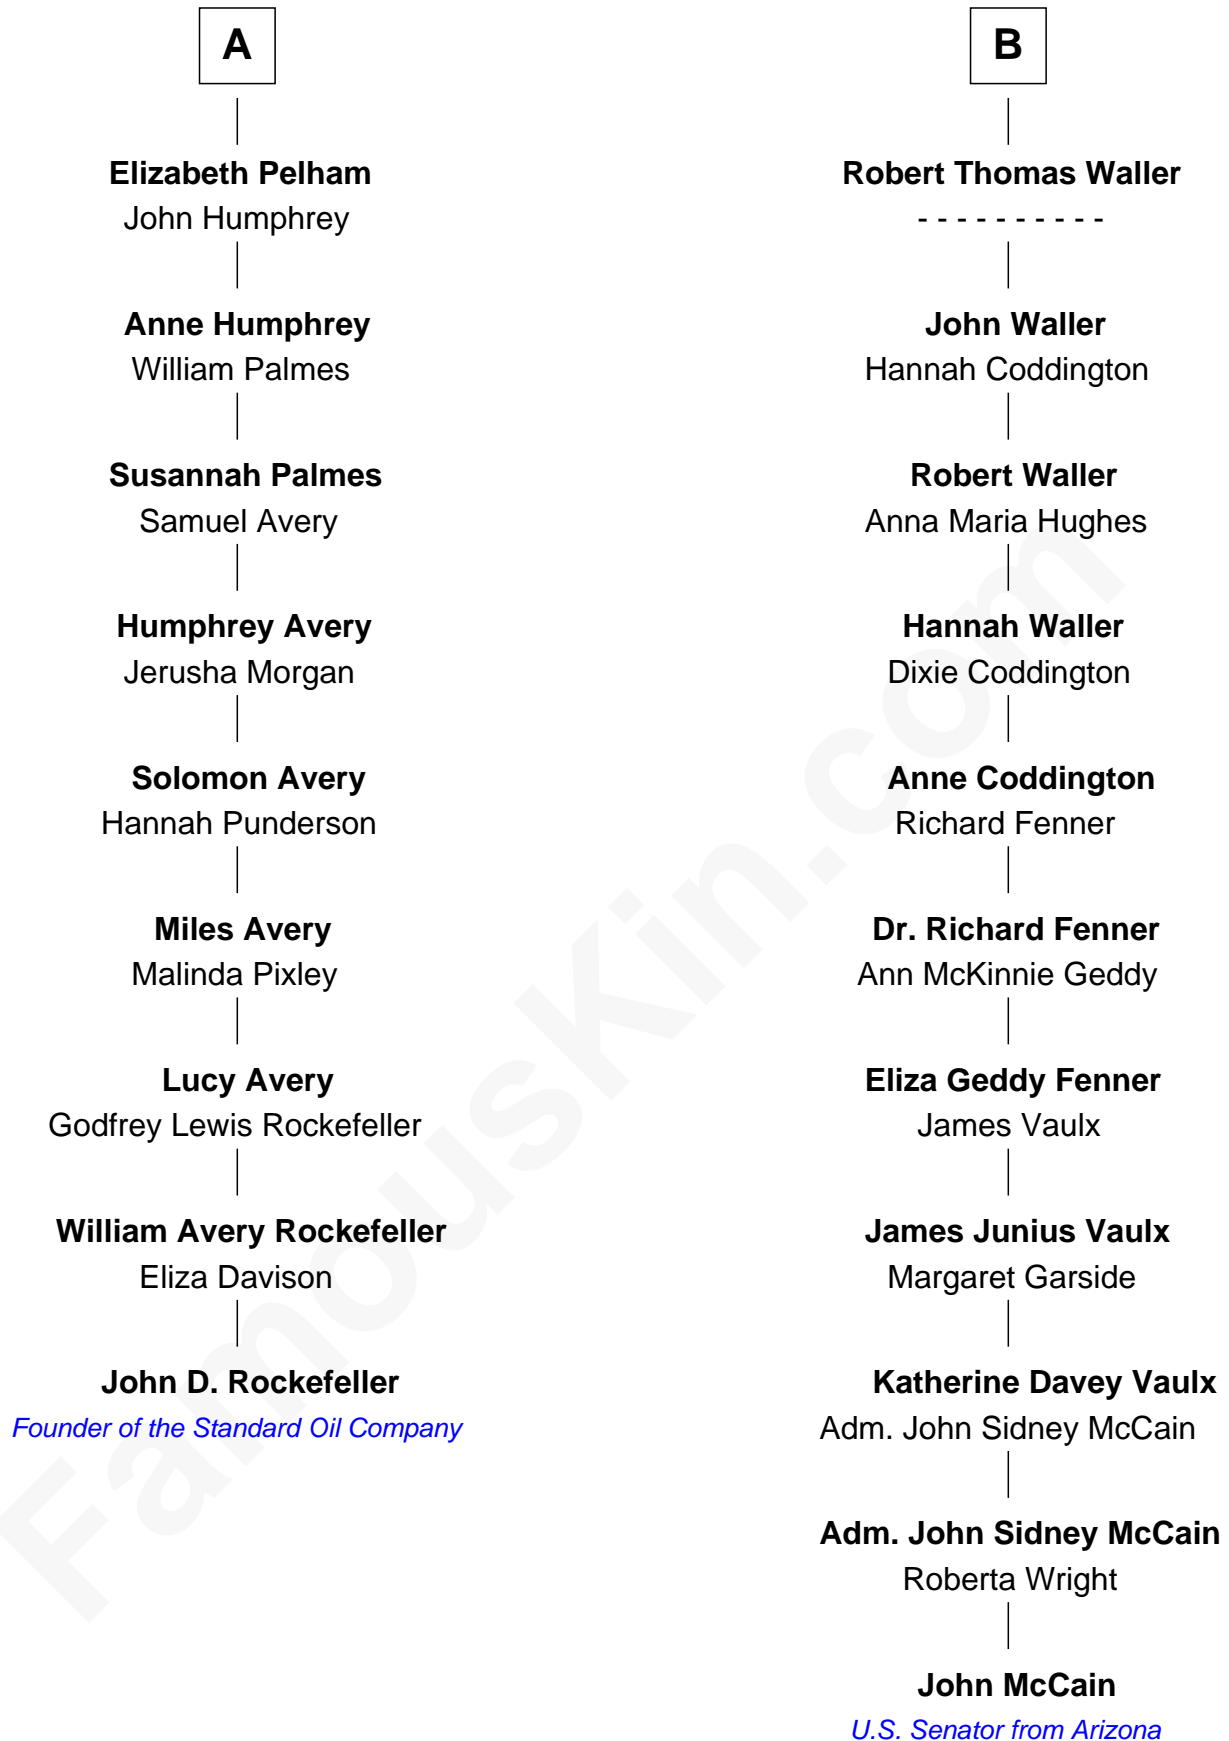 A
Elizabeth Pelham
John Humphrey
Anne Humphrey
William Palmes
Susannah Palmes
Samuel Avery
Humphrey Avery
Jerusha Morgan
Solomon Avery
Hannah Punderson
Miles Avery
Malinda Pixley
Lucy Avery
Godfrey Lewis Rockefeller
William Avery Rockefeller
Eliza Davison
John D. Rockefeller
Founder of the Standard Oil Company
B
Robert Thomas Waller
- - - - - - - - - -
John Waller
Hannah Coddington
Robert Waller
Anna Maria Hughes
Hannah Waller
Dixie Coddington
Anne Coddington
Richard Fenner
Dr. Richard Fenner
Ann McKinnie Geddy
Eliza Geddy Fenner
James Vaulx
James Junius Vaulx
Margaret Garside
Katherine Davey Vaulx
Adm. John Sidney McCain
Adm. John Sidney McCain
Roberta Wright
John McCain
U.S. Senator from Arizona
FamousKin.com